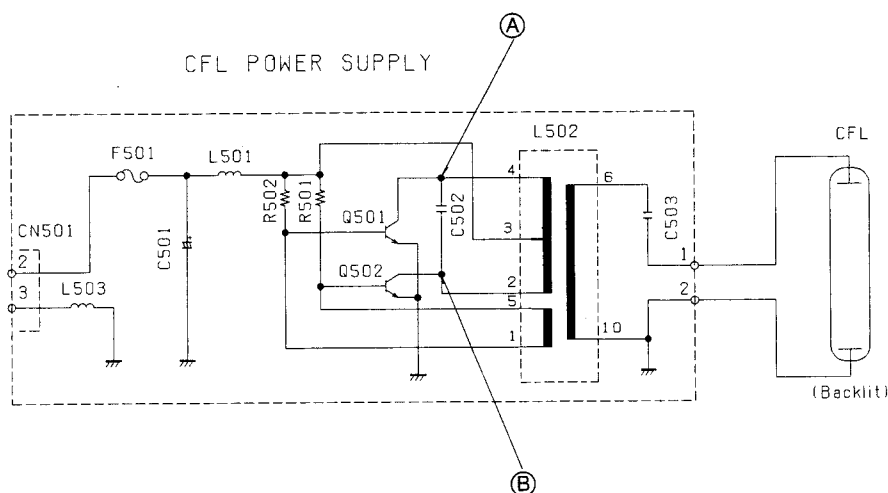 A
CFL POWER SUPPLY
L502
CFL
F501
L501
4
6
R502
R501
Q501
C502
C503
3
CN501
C501
2
1
Q502
2
2
3
L503
5
1
10
(Backlit)
B